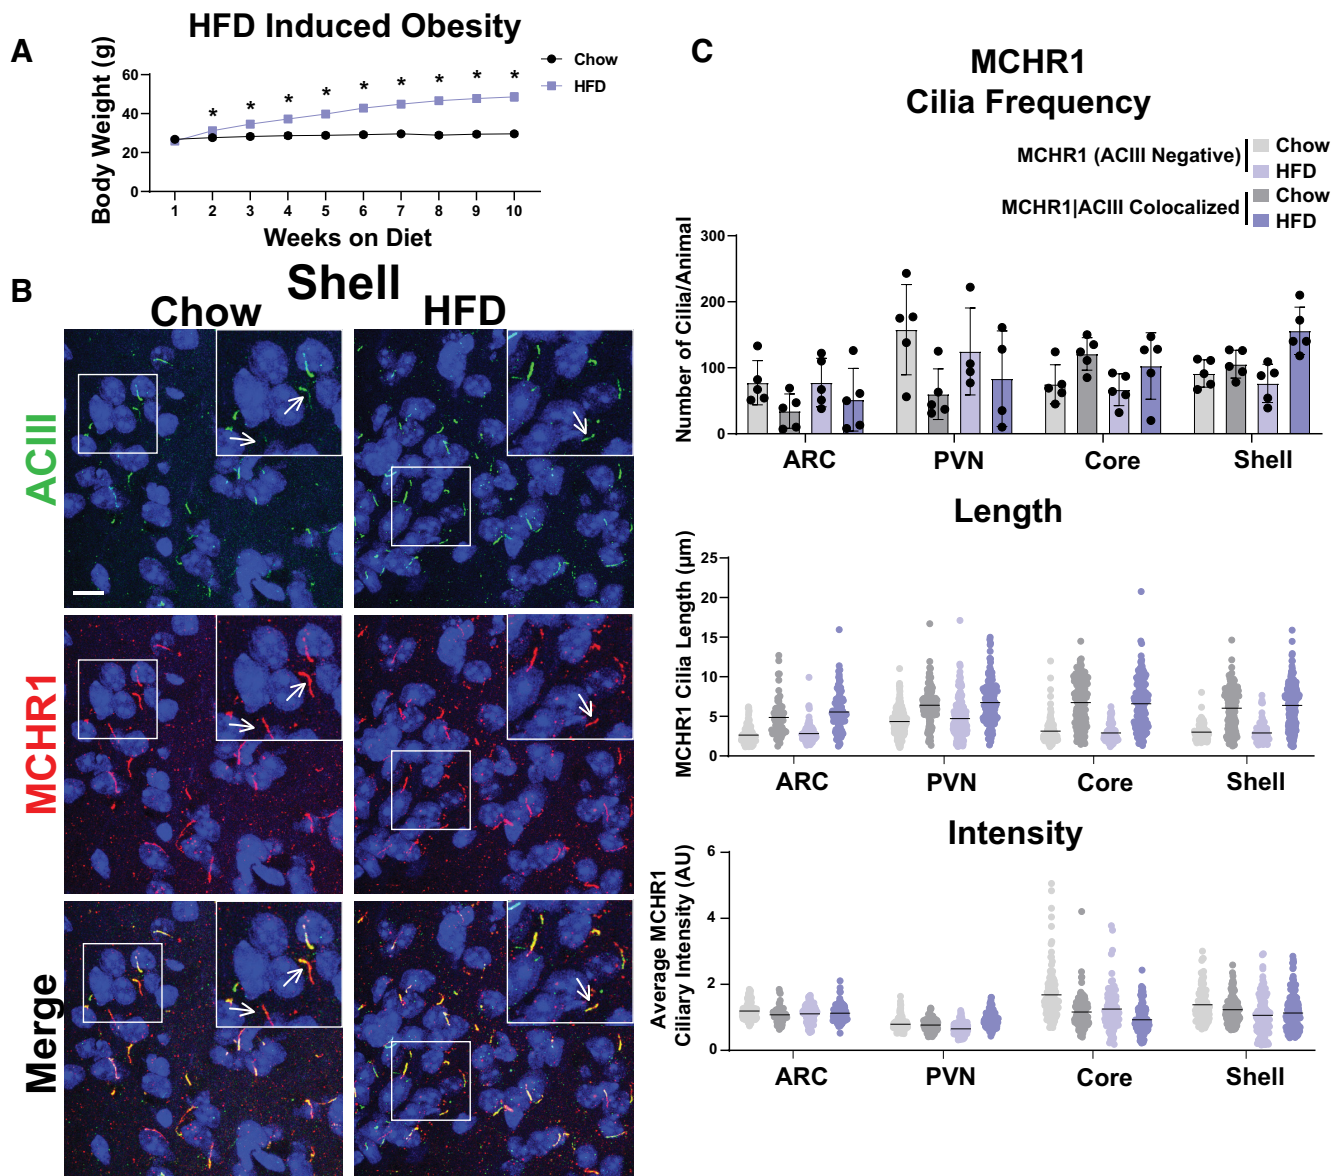 A
HFD Induced Obesity
Body Weight (g)
60
40
20
0
* * * * * * * * *
Chow
HFD
1 2 3 4 5 6 7 8 9 10
Weeks on Diet
B
Shell
Chow HFD
ACIII
MCHR1
Merge
C
MCHR1
Cilia Frequency
MCHR1 (ACIII Negative)
Chow
HFD
MCHR1|ACIII Colocalized
Chow
HFD
Number of Cilia/Animal
300
200
100
0
ARC PVN Core Shell
Length
MCHR1 Cilia Length (µm)
25
20
15
10
5
0
ARC PVN Core Shell
Intensity
Average MCHR1
Ciliary Intensity (AU)
6
4
2
0
ARC PVN Core Shell